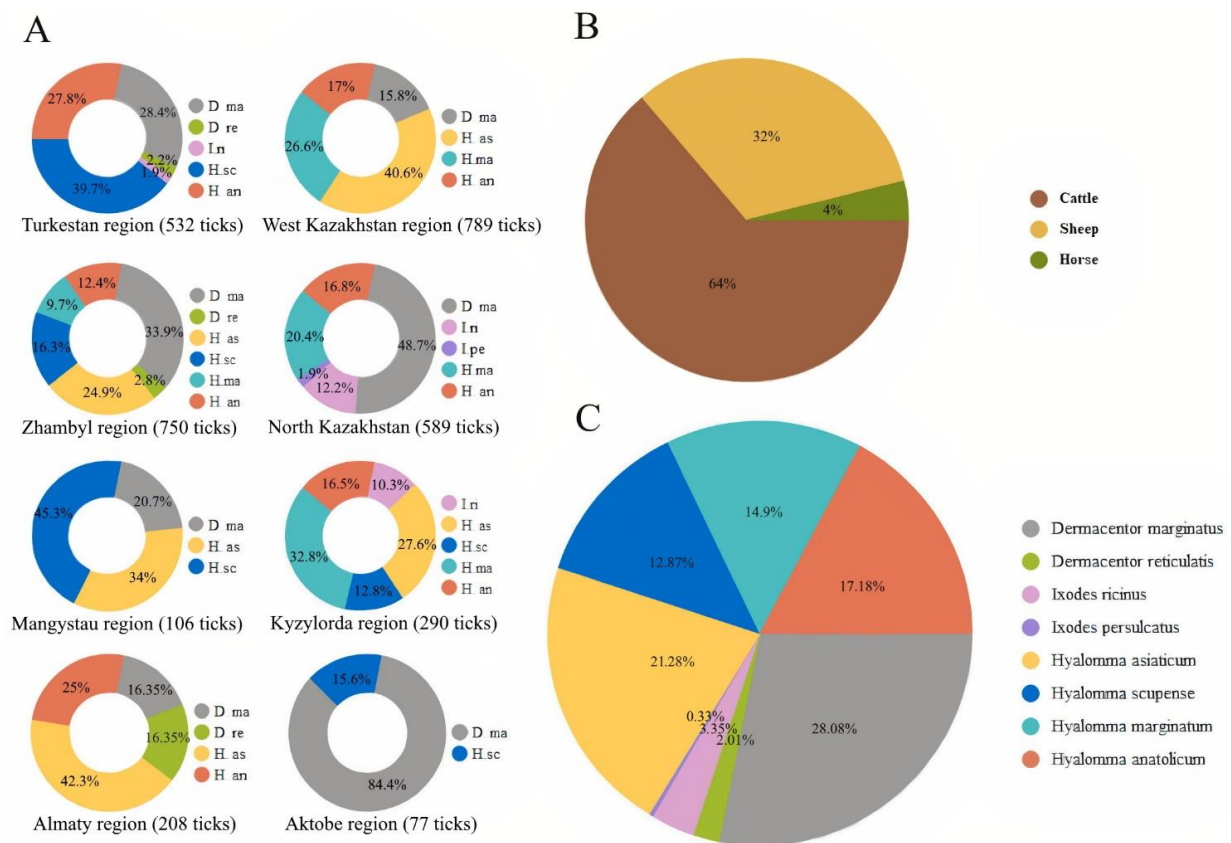 A
27.8%
28.4%
2.2%
1.9%
39.7%
D ma
D re
I.n
H.sc
H an
Turkestan region (532 ticks)
17%
15.8%
26.6%
40.6%
D ma
H as
H.ma
H an
West Kazakhstan region (789 ticks)
12.4%
9.7%
33.9%
16.3%
2.8%
24.9%
D ma
D re
H as
H.sc
H.ma
H an
Zhambyl region (750 ticks)
16.8%
20.4%
48.7%
1.9%
12.2%
D ma
I n
I pe
H.ma
H an
North Kazakhstan (589 ticks)
45.3%
20.7%
34%
D ma
H as
H.sc
Mangystau region (106 ticks)
16.5%
10.3%
32.8%
27.6%
12.8%
I n
H as
H.sc
H ma
H an
Kyzylorda region (290 ticks)
25%
16.35%
16.35%
42.3%
D ma
D re
H as
H an
Almaty region (208 ticks)
15.6%
84.4%
D ma
H.sc
Aktobe region (77 ticks)
B
32%
4%
64%
Cattle
Sheep
Horse
C
14.9%
12.87%
17.18%
21.28%
0.33%
3.35%
2.01%
28.08%
Dermacentor marginatus
Dermacentor reticulatis
Ixodes ricinus
Ixodes persulcatus
Hyalomma asiaticum
Hyalomma scupense
Hyalomma marginatum
Hyalomma anatolicum